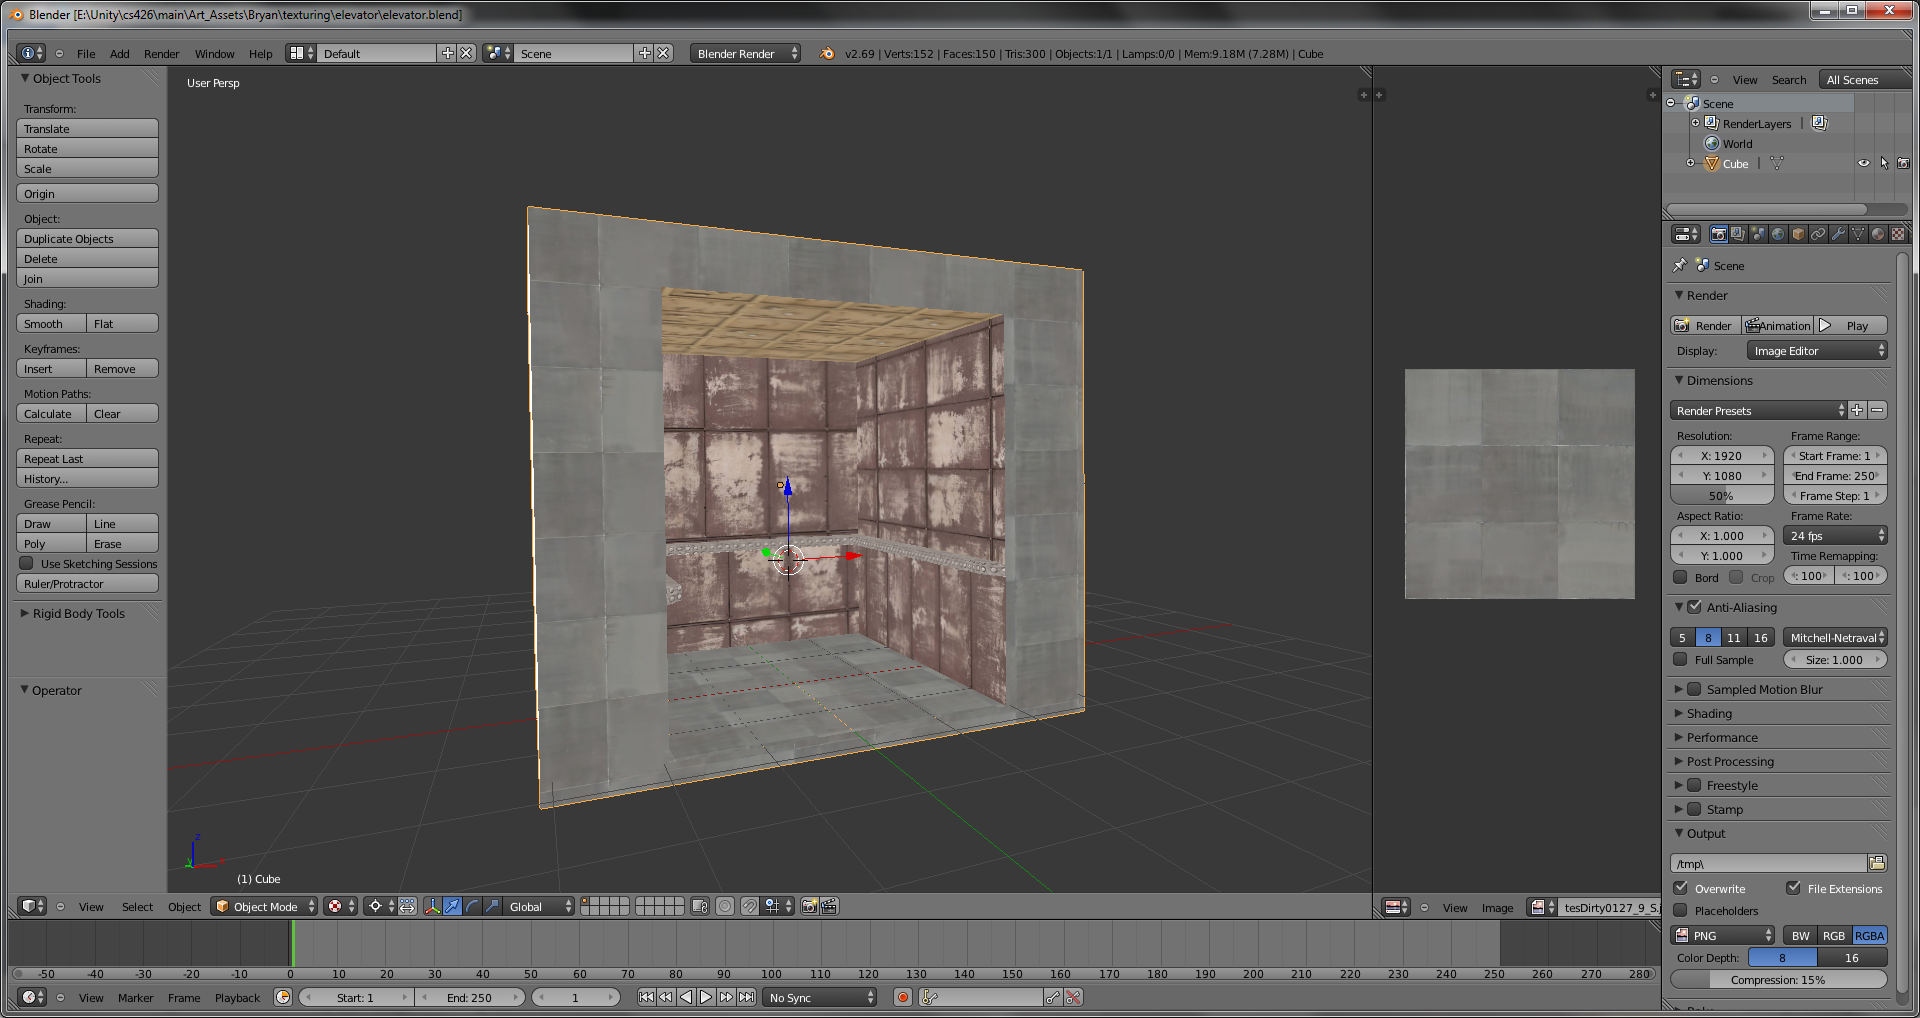 Blender [E:\Unity\cs426\main\Art_Assets\Bryan\texturing\elevator\elevator.blend]
File Add Render Window Help Default Scene Blender Render v2.69 | Verts:152 | Faces:150 | Tris:300 | Objects:1/1 | Lamps:0/0 | Mem:9.18M (7.28M) | Cube
Object Tools
Transform:
Translate
Rotate
Scale
Origin
Object:
Duplicate Objects
Delete
Join
Shading:
Smooth Flat
Keyframes:
Insert Remove
Motion Paths:
Calculate Clear
Repeat:
Repeat Last
History...
Grease Pencil:
Draw Line
Poly Erase
Use Sketching Sessions
Ruler/Protractor
Rigid Body Tools
Operator
User Persp
z
y
(1) Cube
View Select Object Object Mode Global
View Image tesDirty0127_9_S.j
View Search All Scenes
Scene
RenderLayers |
World
Cube |
Scene
Render
Render Animation Play
Display: Image Editor
Dimensions
Render Presets
Resolution: Frame Range:
X: 1920 Start Frame: 1
Y: 1080 End Frame: 250
50% Frame Step: 1
Aspect Ratio: Frame Rate:
X: 1.000 24 fps
Y: 1.000 Time Remapping:
Bord Crop : 100 : 100
Anti-Aliasing
5 8 11 16 Mitchell-Netraval
Full Sample Size: 1.000
Sampled Motion Blur
Shading
Performance
Post Processing
Freestyle
Stamp
Output
/tmp\
Overwrite File Extensions
Placeholders
PNG BW RGB RGBA
Color Depth: 8 16
Compression: 15%
-50 -40 -30 -20 -10 0 10 20 30 40 50 60 70 80 90 100 110 120 130 140 150 160 170 180 190 200 210 220 230 240 250 260 270 280
View Marker Frame Playback Start: 1 End: 250 1 No Sync